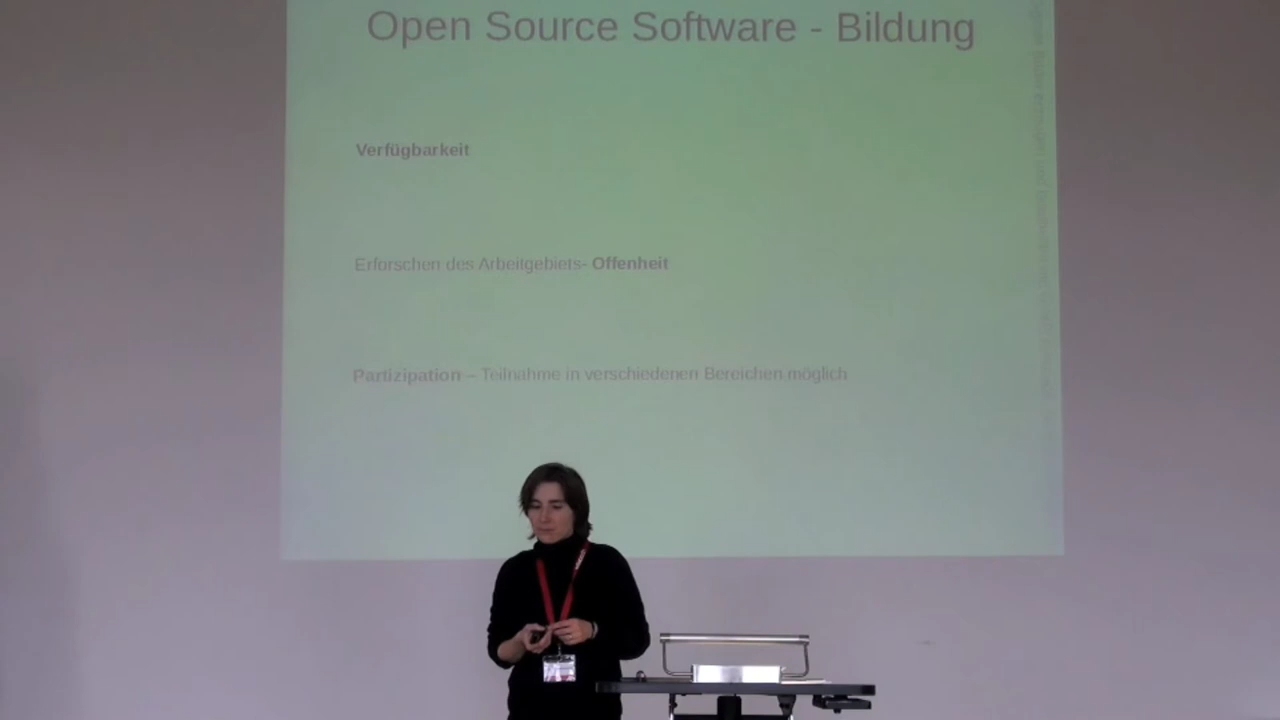 Open Source Software - Bildung
Verfügbarkeit
Erforschen des Arbeitgebiets- Offenheit
Partizipation – Teilnahme in verschiedenen Bereichen möglich